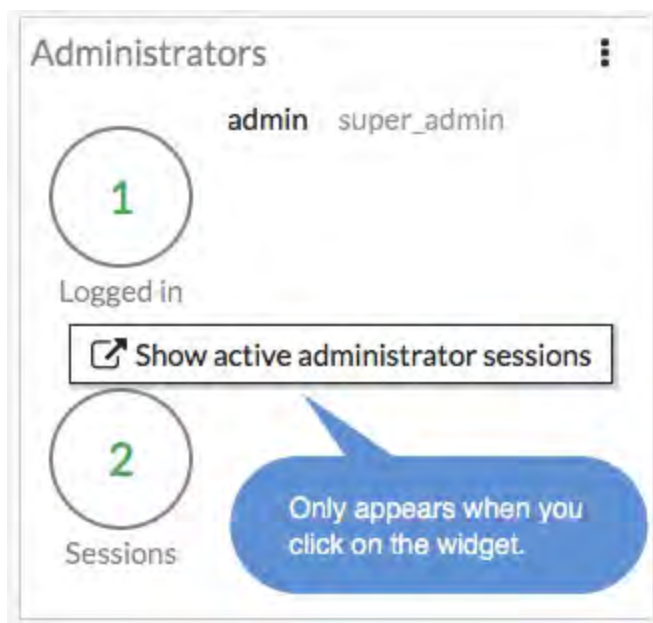 Administrators
admin super_admin
1
Logged in
Show active administrator sessions
2
Only appears when you
click on the widget.
Sessions